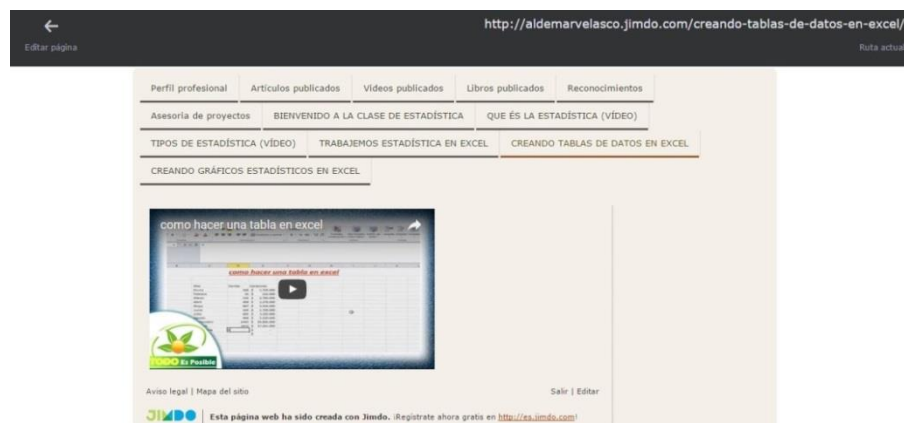 http://aldemarvelasco.jimdo.com/creando-tablas-de-datos-en-excel/
Editar página
Ruta actual
Perfil profesional Artículos publicados Videos publicados Libros publicados Reconocimientos
Asesoría de proyectos BIENVENIDO A LA CLASE DE ESTADÍSTICA QUE ÉS LA ESTADÍSTICA (VÍDEO)
TIPOS DE ESTADÍSTICA (VÍDEO) TRABAJEMOS ESTADÍSTICA EN EXCEL CREANDO TABLAS DE DATOS EN EXCEL
CREANDO GRÁFICOS ESTADÍSTICOS EN EXCEL
como hacer una tabla en excel
como hacer una tabla en excel
TODO Es Posible
Aviso legal | Mapa del sitio Salir | Editar
JIMDO Esta página web ha sido creada con Jimdo. ¡Regístrate ahora gratis en http://es.jimdo.com!